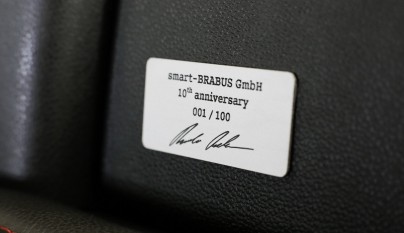 smart-BRABUS GmbH
10th anniversary
001 / 100